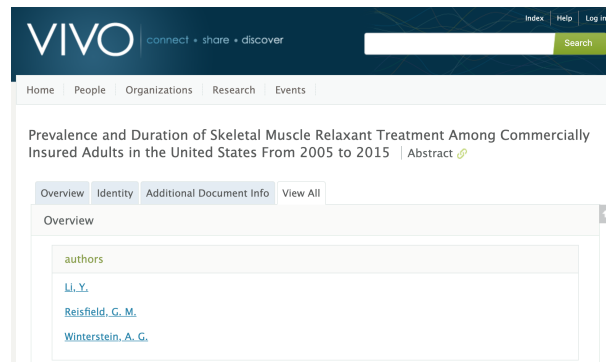 Index Help Log in
VIVO connect • share • discover
Search
Home People Organizations Research Events
Prevalence and Duration of Skeletal Muscle Relaxant Treatment Among Commercially
Insured Adults in the United States From 2005 to 2015 | Abstract
Overview Identity Additional Document Info View All
Overview
authors
Li, Y.
Reisfield, G. M.
Winterstein, A. G.